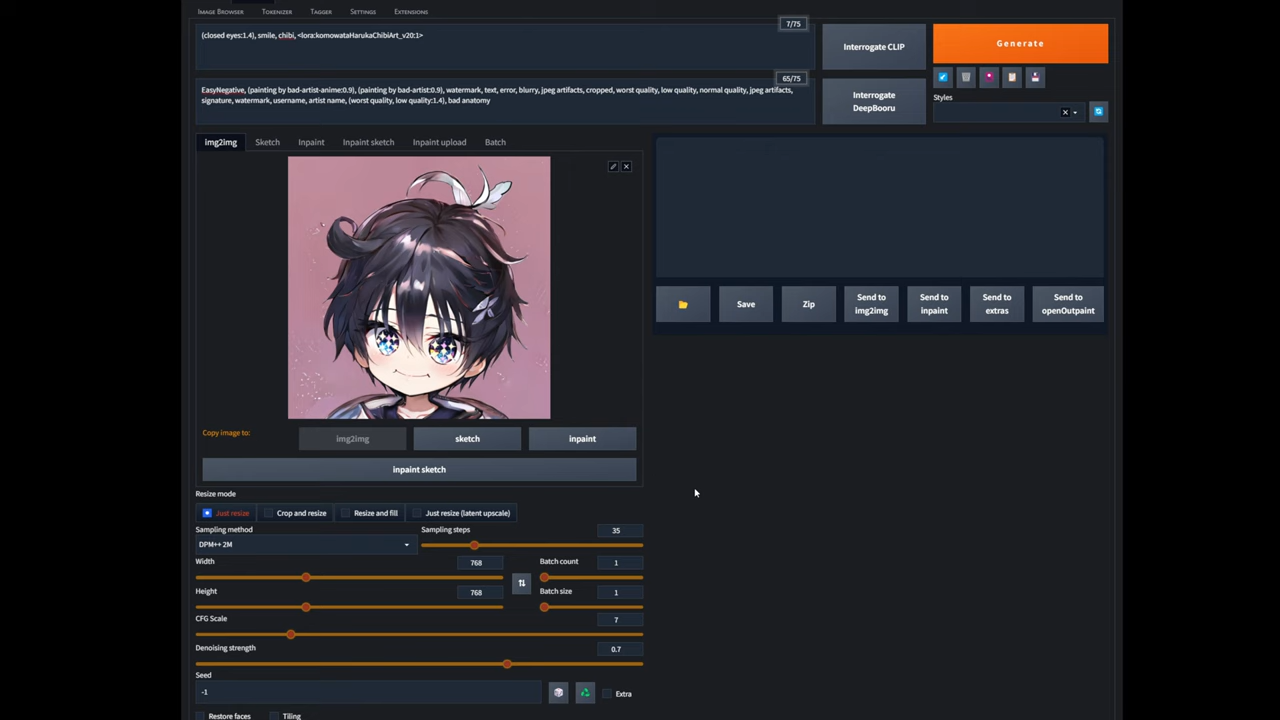 Image Browser Tokenizer Tagger Settings Extensions
7/75
(closed eyes:1.4), smile, chibi, <lora:komowataHarukaChibiArt_v20:1>
Interrogate CLIP
Generate
65/75
EasyNegative, (painting by bad-artist-anime:0.9), (painting by bad-artist:0.9), watermark, text, error, blurry, jpeg artifacts, cropped, worst quality, low quality, normal quality, jpeg artifacts,
signature, watermark, username, artist name, (worst quality, low quality:1.4), bad anatomy
Interrogate
DeepBooru
Styles
img2img Sketch Inpaint Inpaint sketch Inpaint upload Batch
Save
Zip
Send to
img2img
Send to
inpaint
Send to
extras
Send to
openOutpaint
Copy image to:
img2img
sketch
inpaint
inpaint sketch
Resize mode
Just resize Crop and resize Resize and fill Just resize (latent upscale)
Sampling method
DPM++ 2M
Sampling steps
35
Width
768
Batch count
1
Height
768
Batch size
1
CFG Scale
7
Denoising strength
0.7
Seed
-1
Extra
Restore faces
Tiling